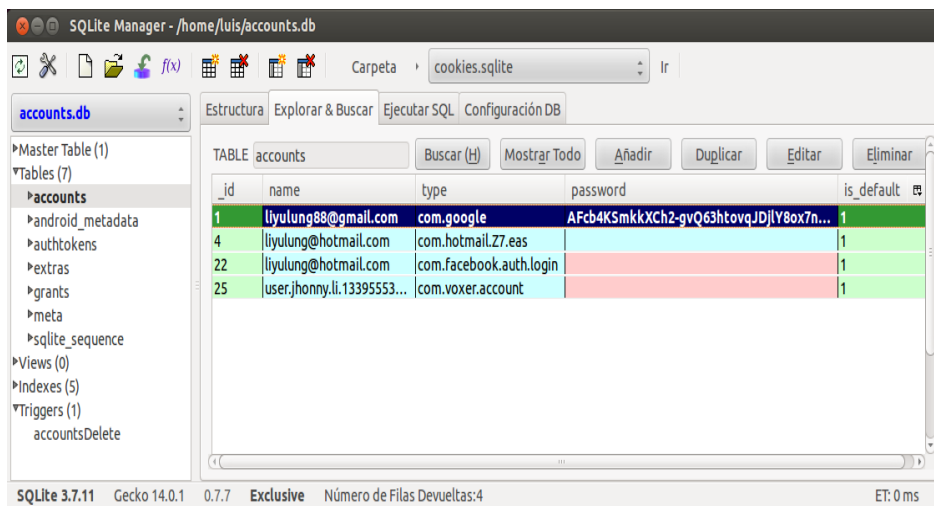 SQLite Manager - /home/luis/accounts.db
f(x) Carpeta cookies.sqlite Ir
accounts.db
Estructura Explorar & Buscar Ejecutar SQL Configuración DB
Master Table (1)
Tables (7)
accounts
android_metadata
authtokens
extras
grants
meta
sqlite_sequence
Views (0)
Indexes (5)
Triggers (1)
accountsDelete
TABLE accounts Buscar (H) Mostrar Todo Añadir Duplicar Editar Eliminar
_id name type password is_default
1 liyulung88@gmail.com com.google AFcb4KSmkkXCh2-gvQ63htovqJDjlY8ox7n... 1
4 liyulung@hotmail.com com.hotmail.Z7.eas 1
22 liyulung@hotmail.com com.facebook.auth.login 1
25 user.jhonny.li.13395553... com.voxer.account 1
SQLite 3.7.11 Gecko 14.0.1 0.7.7 Exclusive Número de Filas Devueltas:4 ET: 0 ms